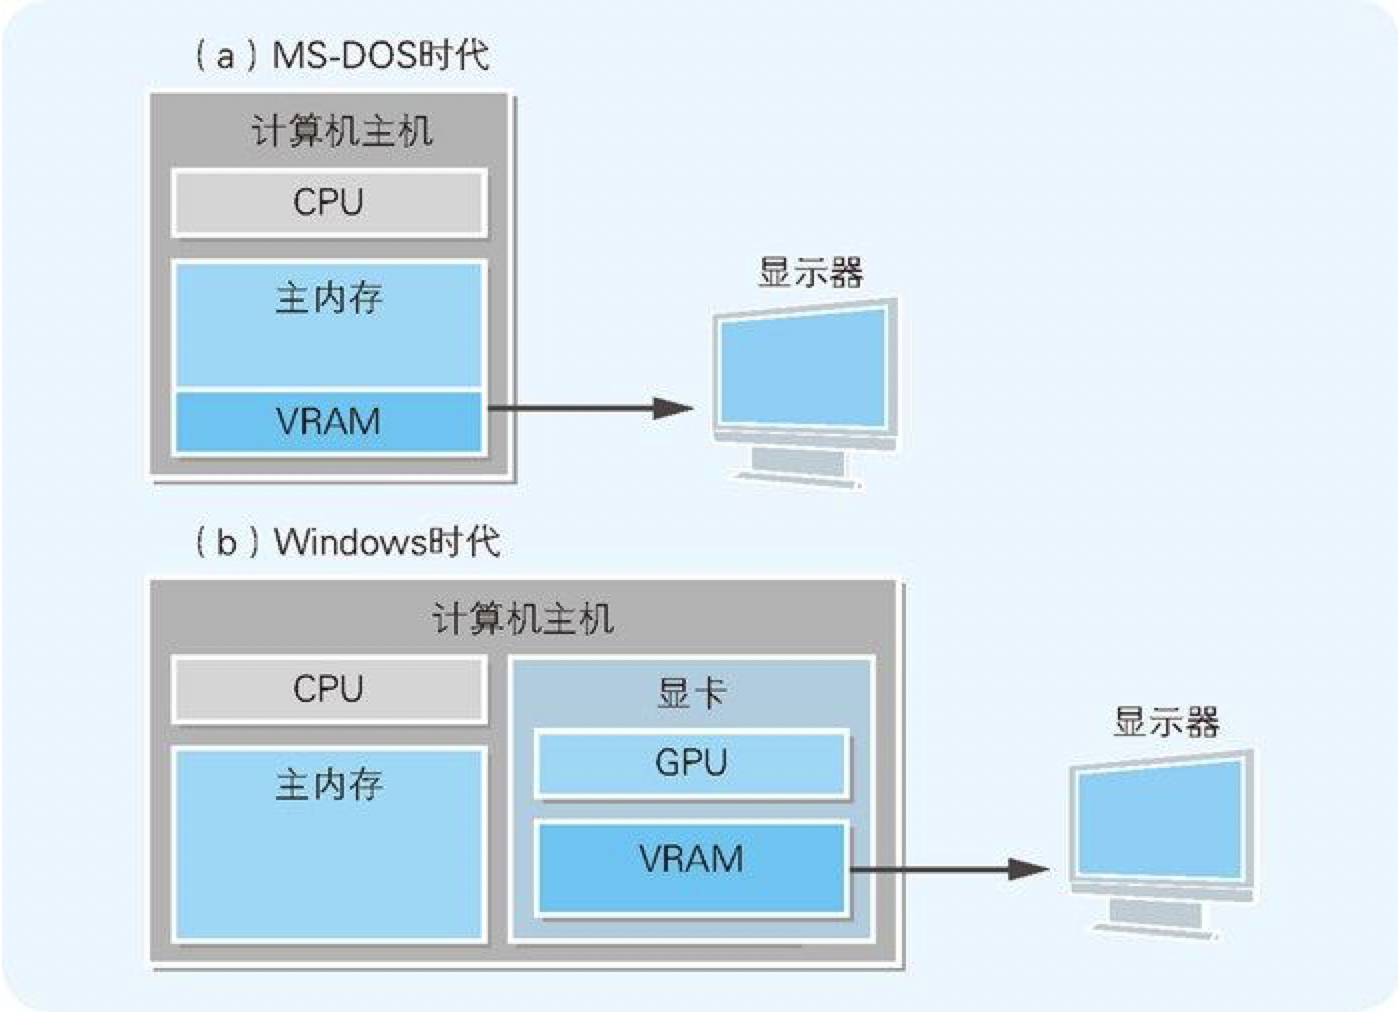 （a）MS-DOS时代
计算机主机
CPU
主内存
VRAM
显示器
（b）Windows时代
计算机主机
CPU
主内存
显卡
GPU
VRAM
显示器